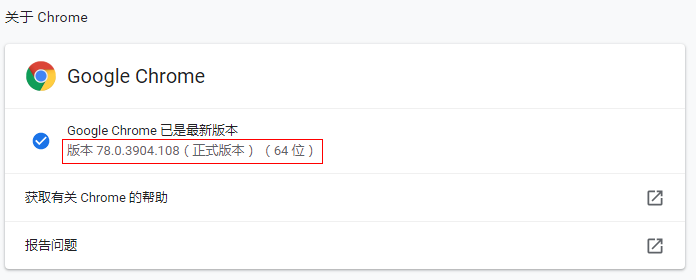 关于 Chrome
Google Chrome
Google Chrome 已是最新版本
版本 78.0.3904.108（正式版本） （64 位）
获取有关 Chrome 的帮助
报告问题